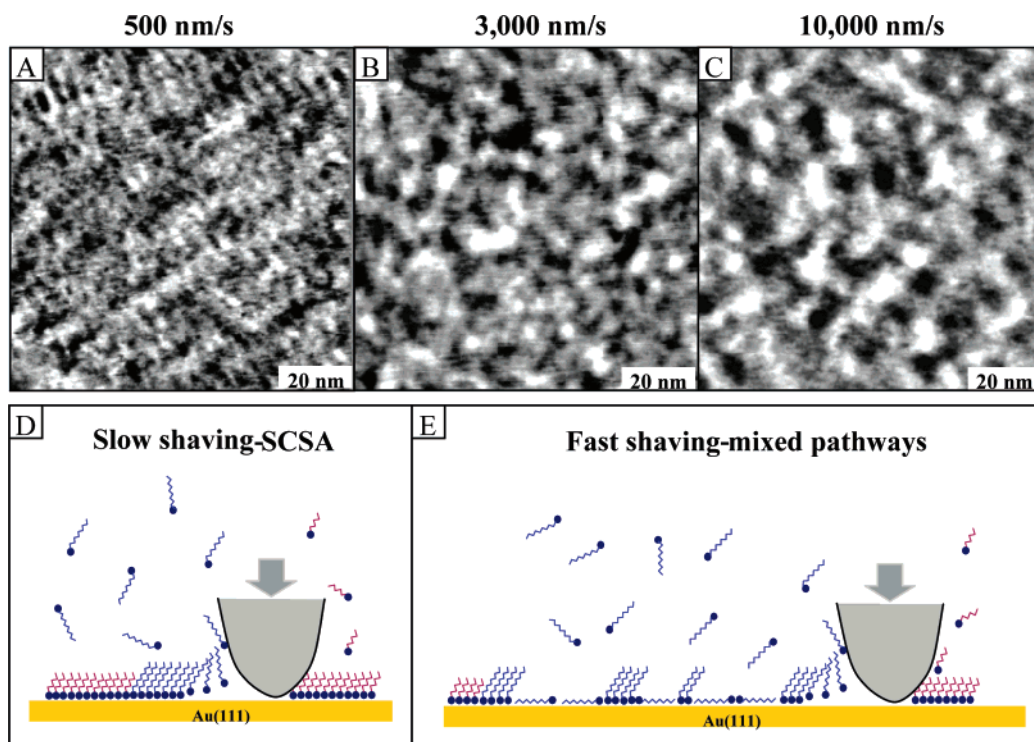 500 nm/s
3,000 nm/s
10,000 nm/s
A
B
C
20 nm
20 nm
20 nm
D
Slow shaving-SCSA
E
Fast shaving-mixed pathways
Au(111)
Au(111)